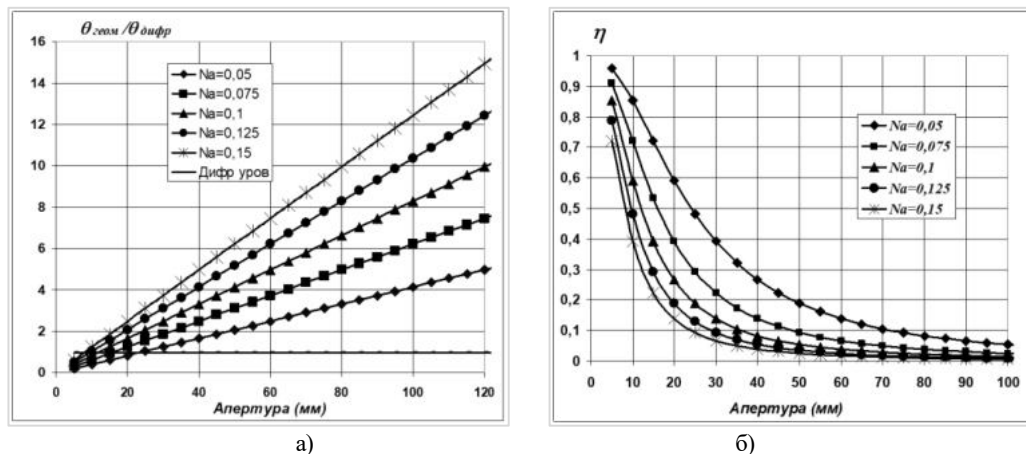 θ геом /θ дифр
16
14
12
10
8
6
4
2
0
Na=0,05
Na=0,075
Na=0,1
Na=0,125
Na=0,15
Дифр уров
0 20 40 60 80 100 120
Апертура (мм)
а)
η
1
0,9
0,8
0,7
0,6
0,5
0,4
0,3
0,2
0,1
0
Na=0,05
Na=0,075
Na=0,1
Na=0,125
Na=0,15
0 10 20 30 40 50 60 70 80 90 100
Апертура (мм)
б)